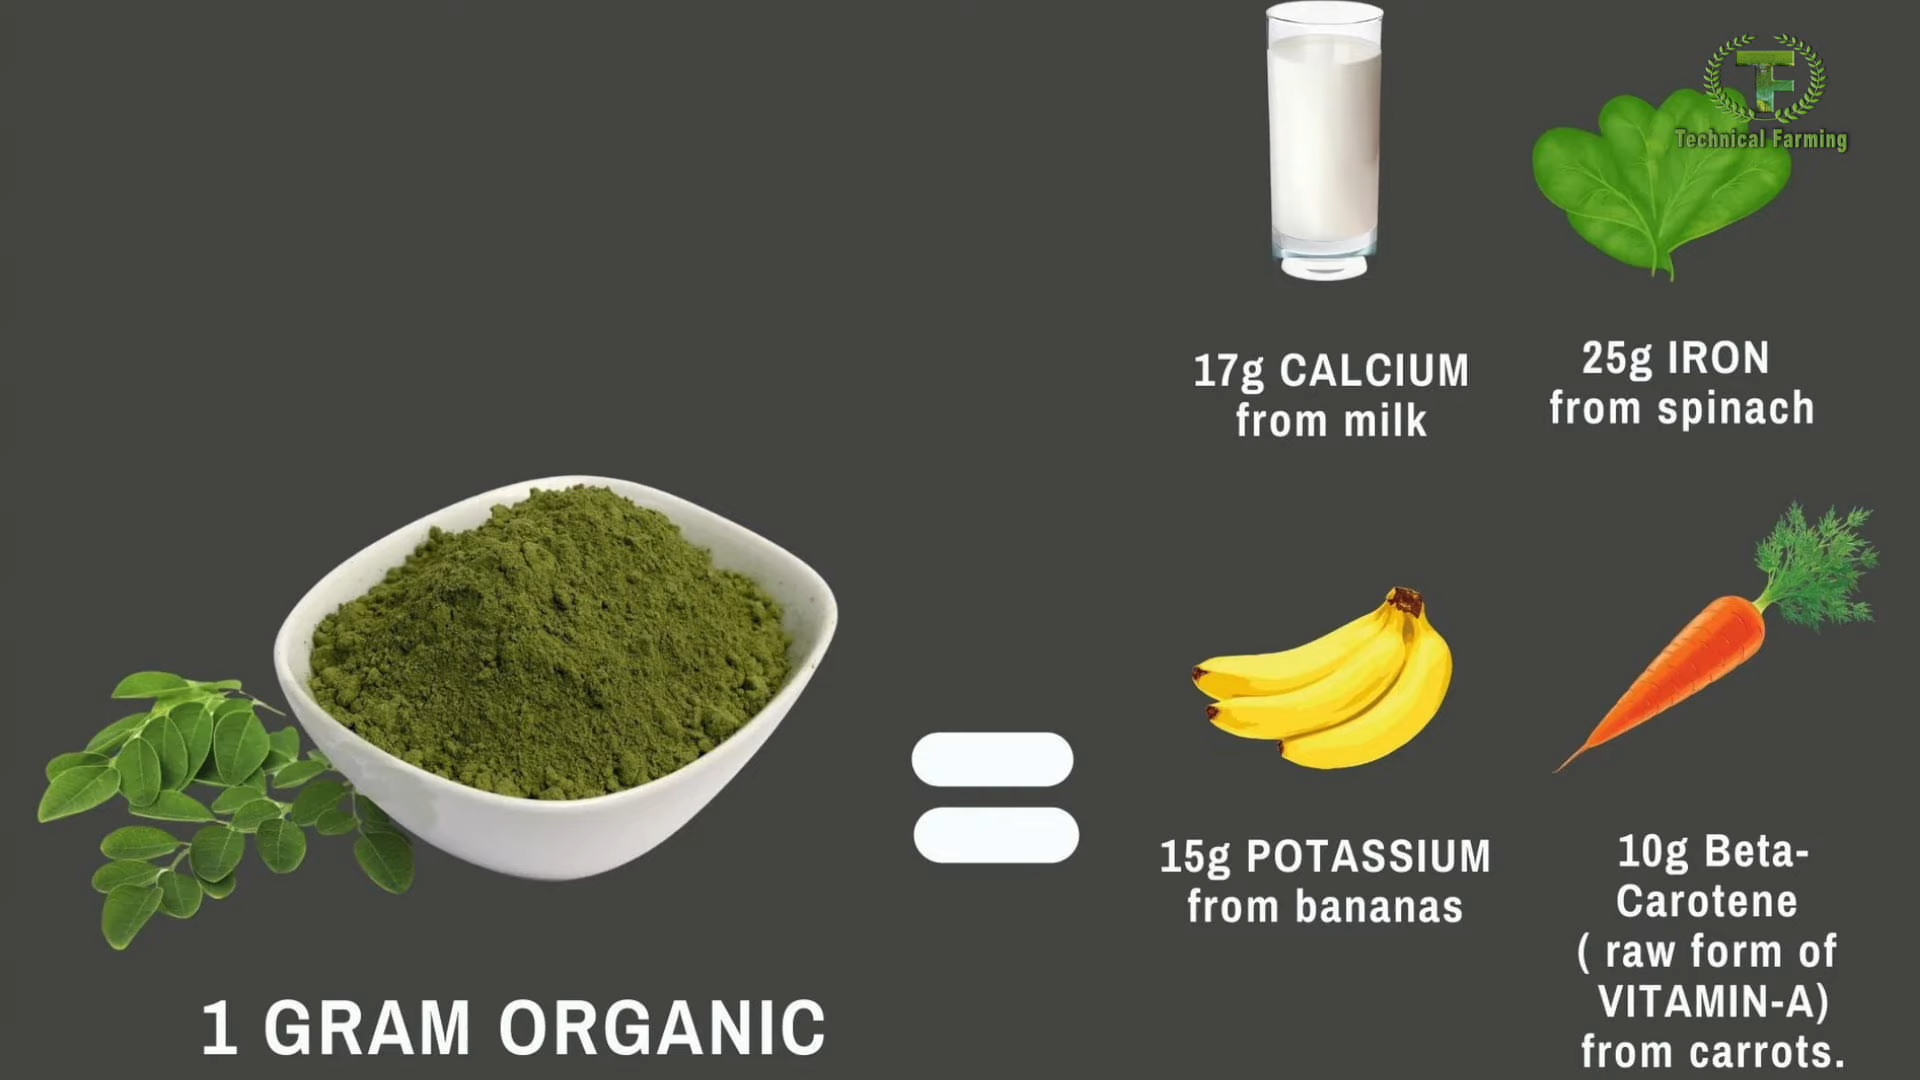 TF
Technical Farming
17g CALCIUM
from milk
25g IRON
from spinach
15g POTASSIUM
from bananas
10g Beta-
Carotene
( raw form of
VITAMIN-A)
from carrots.
1 GRAM ORGANIC